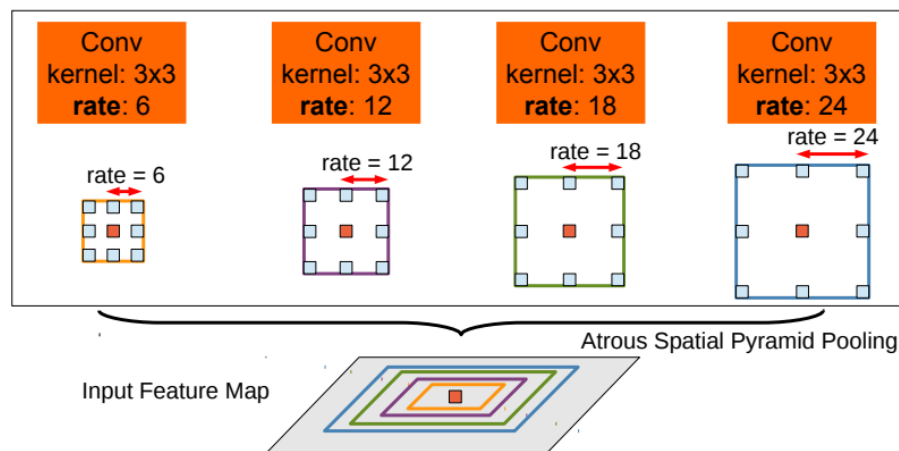 Conv
kernel: 3x3
rate: 6
Conv
kernel: 3x3
rate: 12
Conv
kernel: 3x3
rate: 18
Conv
kernel: 3x3
rate: 24
rate = 6
rate = 12
rate = 18
rate = 24
Atrous Spatial Pyramid Pooling
Input Feature Map